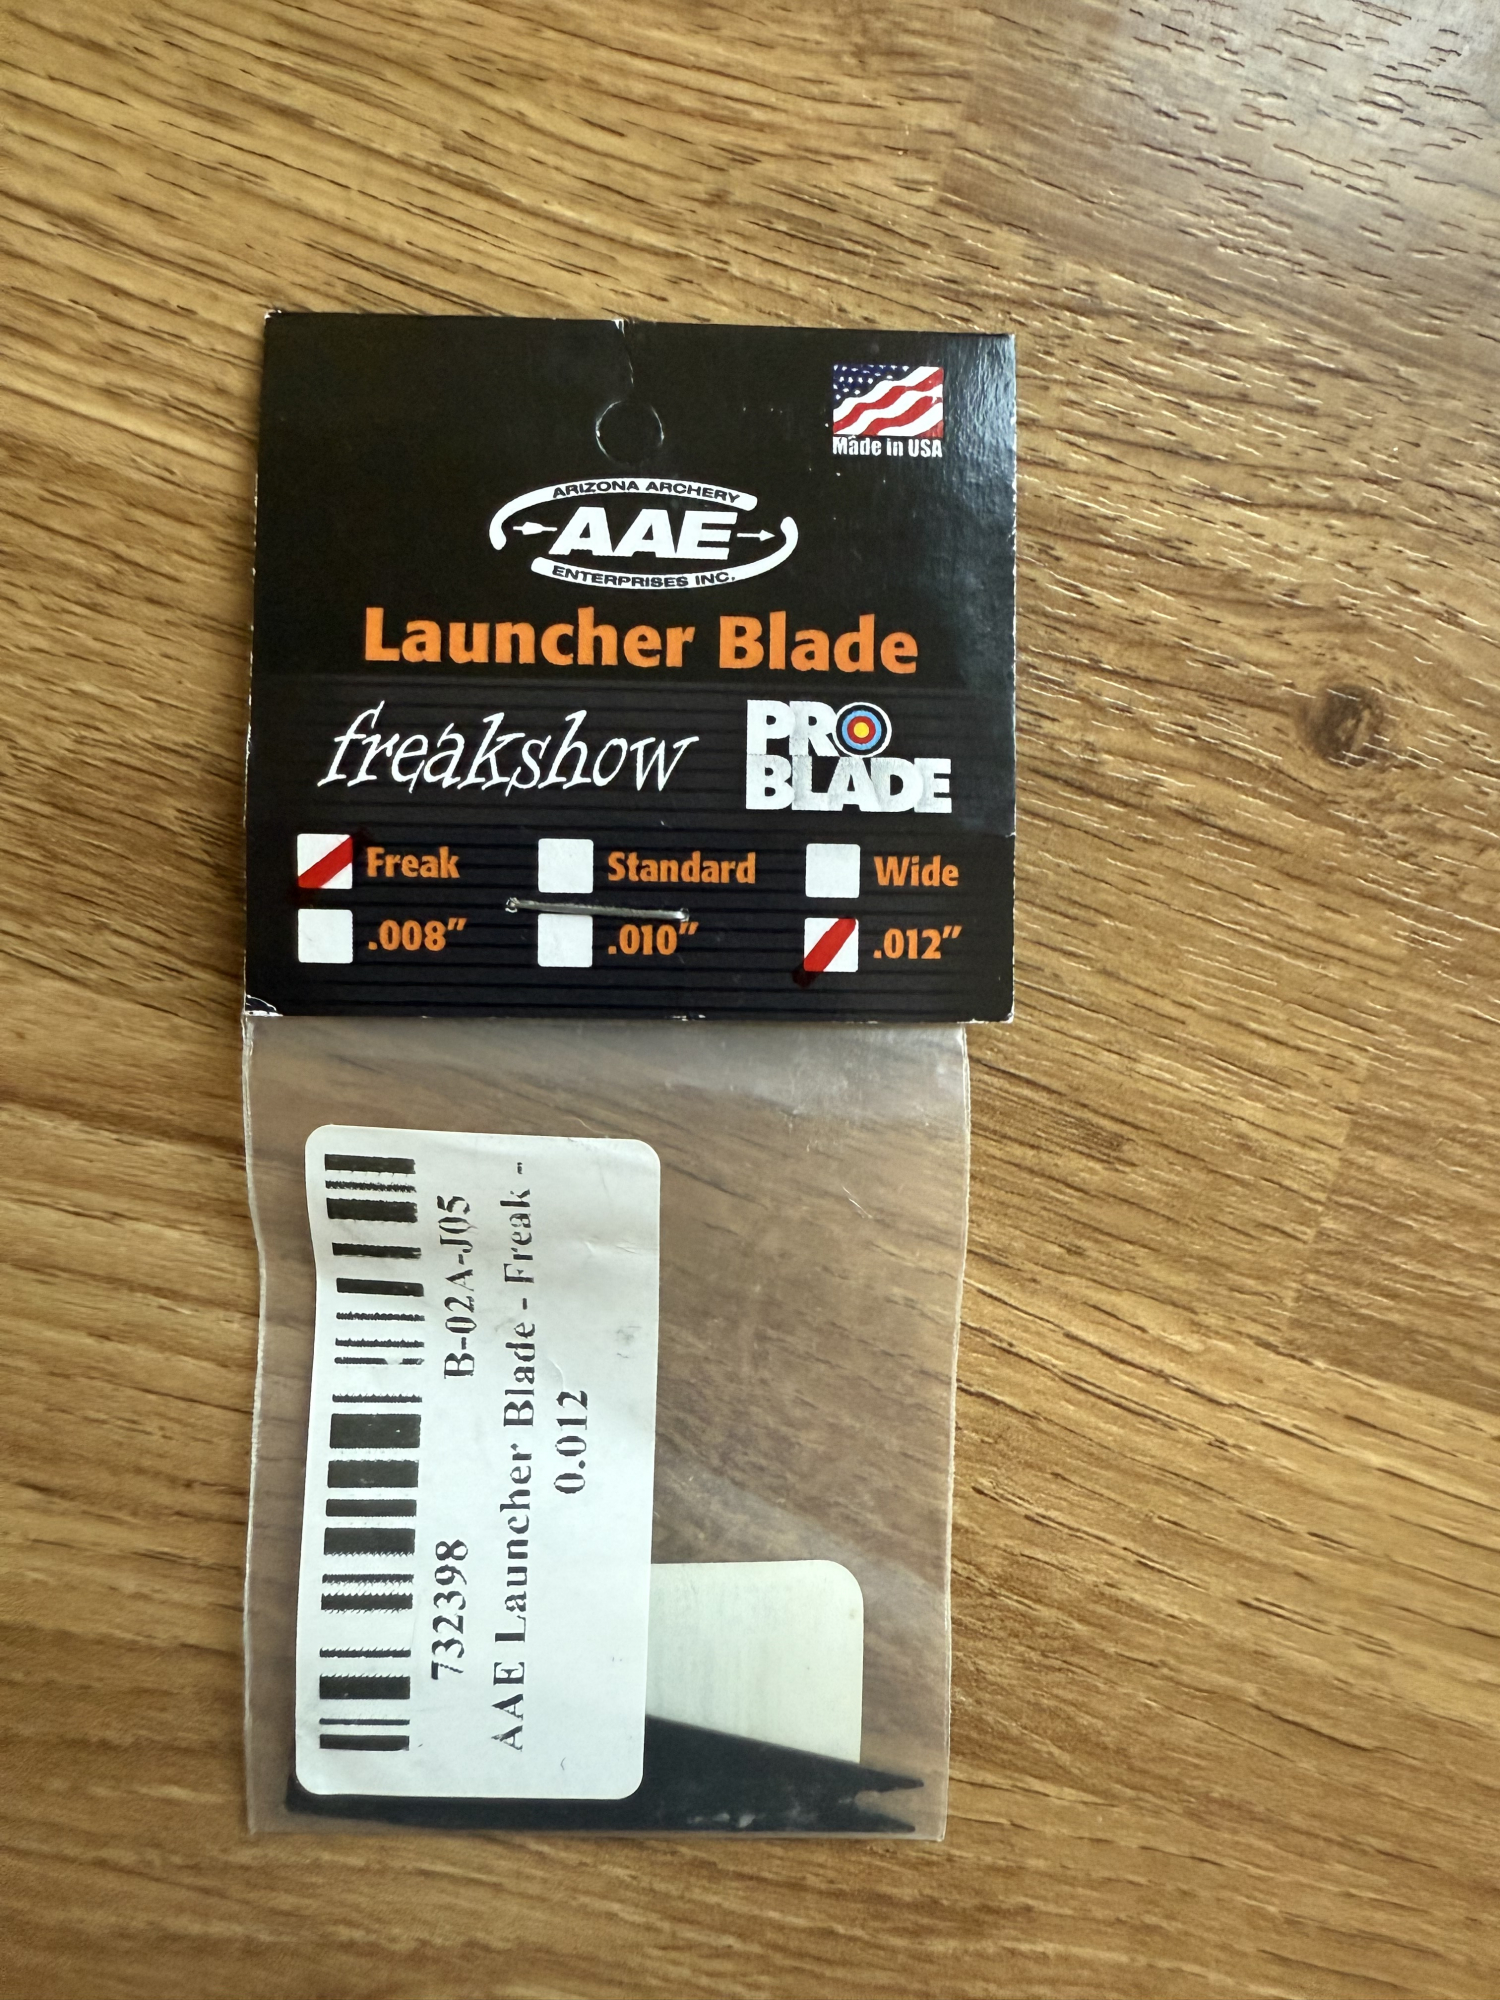 Made in USA
ARIZONA ARCHERY
AAE
ENTERPRISES INC.
Launcher Blade
freakshow
PRO
BLADE
Freak Standard Wide
.008" .010" .012"
732398 B-02A-J05
AAE Launcher Blade - Freak -
0.012